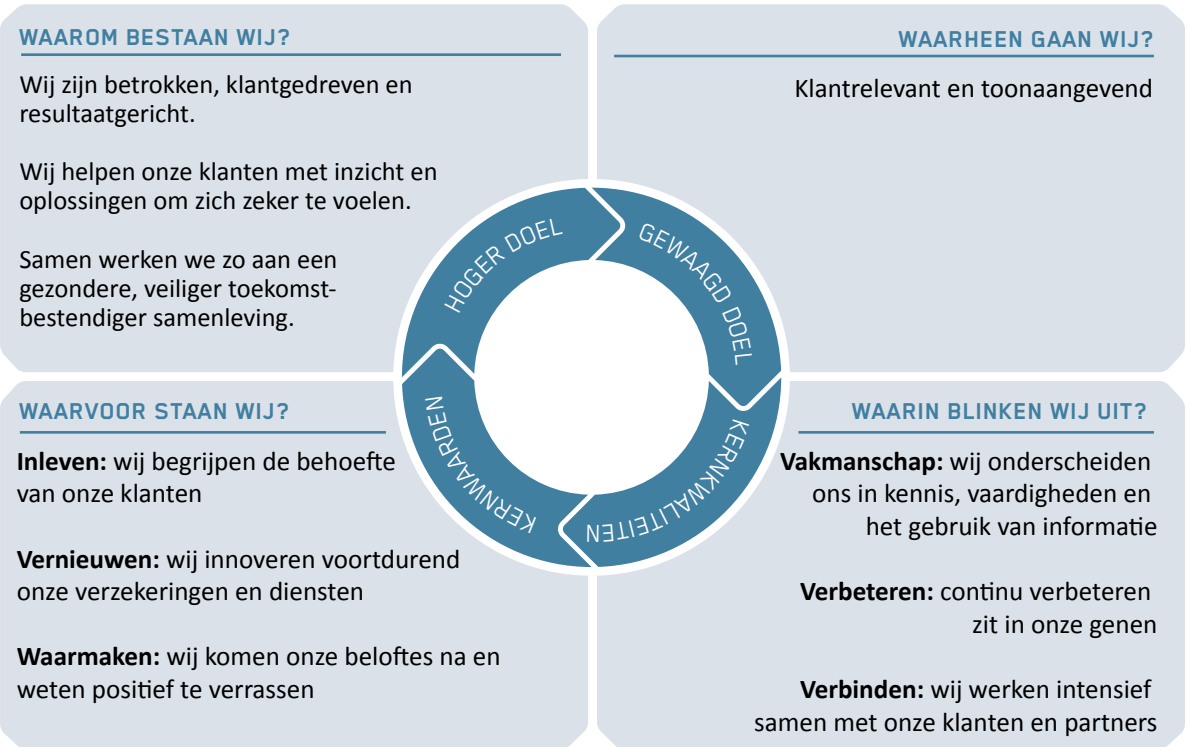 WAAROM BESTAAN WIJ?
Wij zijn betrokken, klantgedreven en
resultaatgericht.
Wij helpen onze klanten met inzicht en
oplossingen om zich zeker te voelen.
Samen werken we zo aan een
gezondere, veiliger toekomst-
bestendiger samenleving.
WAARHEEN GAAN WIJ?
Klantrelevant en toonaangevend
HOGER DOEL
GEWAAGD DOEL
KERNWAARDEN
KERNKWALITEITEN
WAARVOOR STAAN WIJ?
Inleven: wij begrijpen de behoefte
van onze klanten
Vernieuwen: wij innoveren voortdurend
onze verzekeringen en diensten
Waarmaken: wij komen onze beloftes na en
weten positief te verrassen
WAARIN BLINKEN WIJ UIT?
Vakmanschap: wij onderscheiden
ons in kennis, vaardigheden en
het gebruik van informatie
Verbeteren: continu verbeteren
zit in onze genen
Verbinden: wij werken intensief
samen met onze klanten en partners